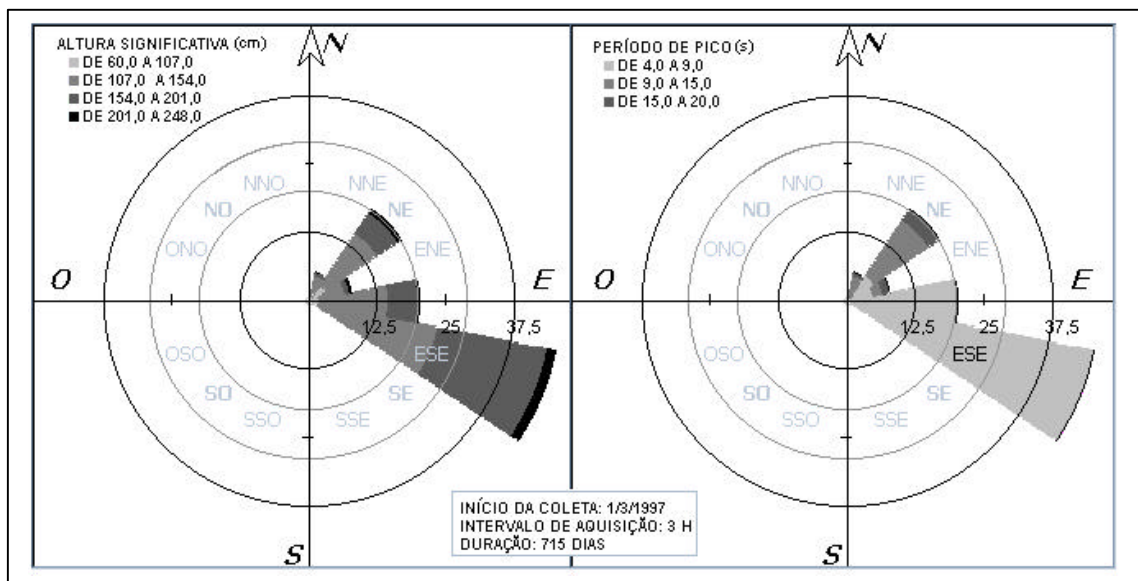 ALTURA SIGNIFICATIVA (cm)
DE 60,0 A 107,0
DE 107,0 A 154,0
DE 154,0 A 201,0
DE 201,0 A 248,0
N
NNO
NNE
NO
NE
ONO
ENE
O
E
12,5
25
37,5
OSO
ESE
SO
SE
SSO
SSE
S
PERÍODO DE PICO (s)
DE 4,0 A 9,0
DE 9,0 A 15,0
DE 15,0 A 20,0
N
NNO
NNE
NO
NE
ONO
ENE
O
E
12,5
25
37,5
OSO
ESE
SO
SE
SSO
SSE
S
INÍCIO DA COLETA: 1/3/1997
INTERVALO DE AQUISIÇÃO: 3 H
DURAÇÃO: 715 DIAS